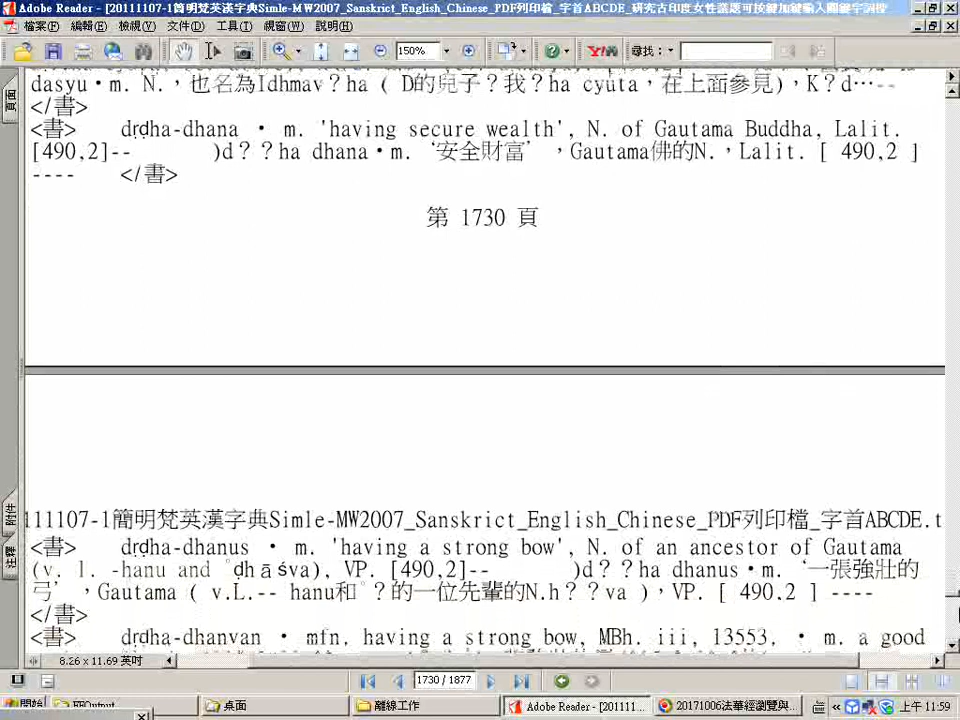 Adobe Reader - [20111107-1簡明梵英漢字典Simle-MW2007_Sanskrict_English_Chinese_PDF列印檔_字首ABCDE_研究古印度女性議題可按鍵加鍵輸入關鍵字詞搜
檔案(F) 編輯(E) 檢視(V) 文件(D) 工具(T) 視窗(W) 說明(H)
150% Y! 尋找：
頁面
dasyu‧m. N.，也名為Idhmav？ha ( D的兒子？我？ha cyuta，在上面參見)，K？d…--
</書>
<書> dṛḍha-dhana ‧ m. 'having secure wealth', N. of Gautama Buddha, Lalit.
[490,2]-- )d？？ha dhana‧m. ‘安全財富’，Gautama佛的N.，Lalit. [ 490,2 ]
---- </書>
第 1730 頁
附件
註釋
111107-1簡明梵英漢字典Simle-MW2007_Sanskrict_English_Chinese_PDF列印檔_字首ABCDE.t
<書> dṛḍha-dhanus ‧ m. 'having a strong bow', N. of an ancestor of Gautama
(v. l. -hanu and ˚ḍhāśva), VP. [490,2]-- )d？？ha dhanus‧m. ‘一張強壯的
弓’，Gautama ( v.L.-- hanu和˚？的一位先輩的N.h？？va )，VP. [ 490,2 ] ----
</書>
<書> dṛḍha-dhanvan ‧ mfn. having a strong bow, MBh. iii, 13553, ‧ m. a good
8.26 x 11.69 英吋
1730 / 1877
開始 FFOutput 桌面 離線工作 Adobe Reader - [201111... 20171006法華經瀏覽與... 上午 11:59